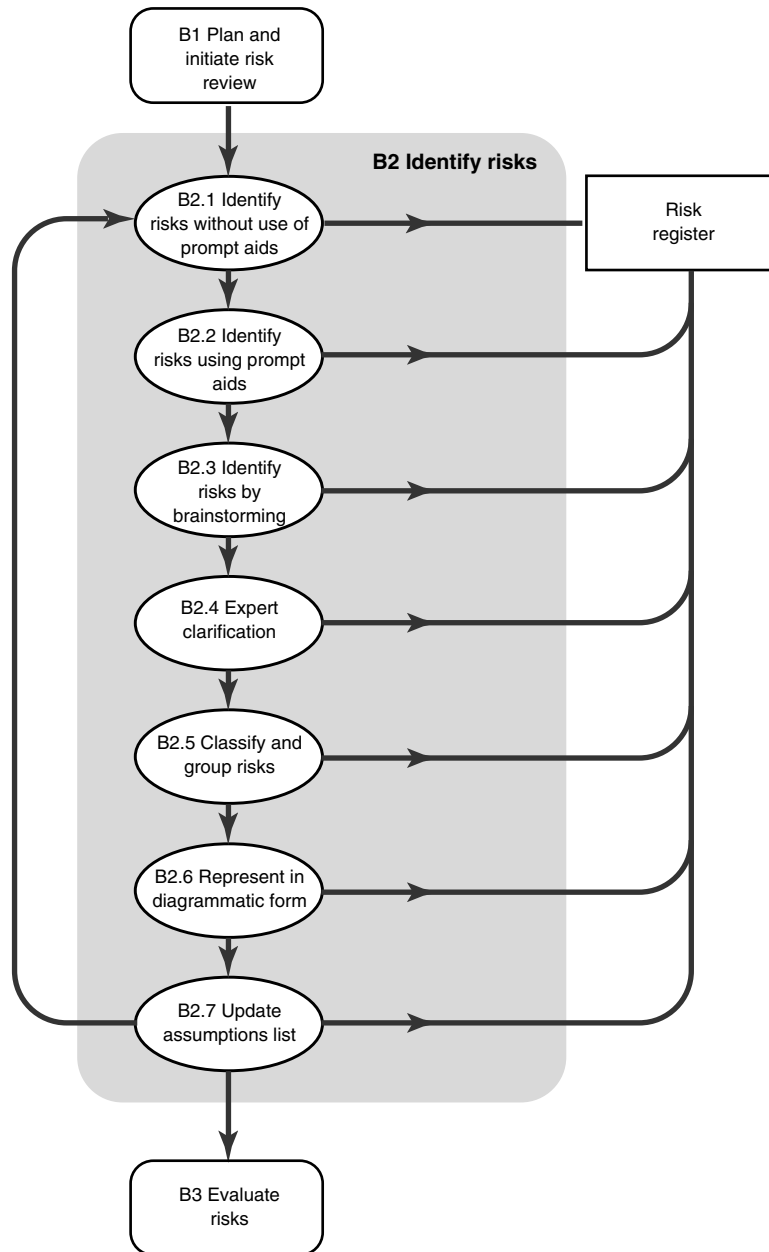 B1 Plan and
initiate risk
review
B2 Identify risks
B2.1 Identify
risks without use of
prompt aids
Risk
register
B2.2 Identify
risks using prompt
aids
B2.3 Identify
risks by
brainstorming
B2.4 Expert
clarification
B2.5 Classify and
group risks
B2.6 Represent in
diagrammatic form
B2.7 Update
assumptions list
B3 Evaluate
risks